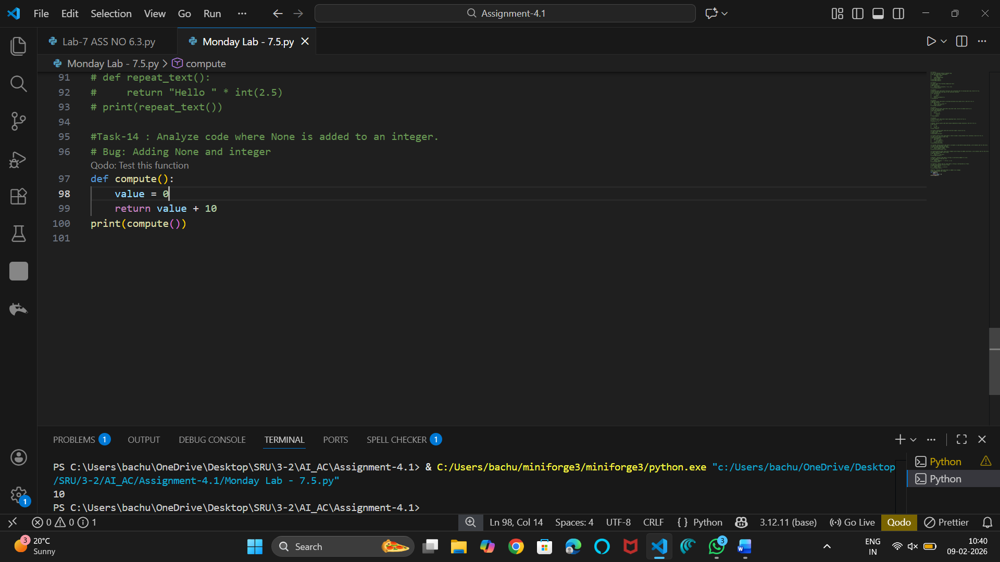 File Edit Selection View Go Run ··· Assignment-4.1
Lab-7 ASS NO 6.3.py Monday Lab - 7.5.py
Monday Lab - 7.5.py > compute
91 # def repeat_text():
92 #     return "Hello " * int(2.5)
93 # print(repeat_text())
94
95 #Task-14 : Analyze code where None is added to an integer.
96 # Bug: Adding None and integer
Qodo: Test this function
97 def compute():
98     value = 0
99     return value + 10
100 print(compute())
101
PROBLEMS 1 OUTPUT DEBUG CONSOLE TERMINAL PORTS SPELL CHECKER 1
PS C:\Users\bachu\OneDrive\Desktop\SRU\3-2\AI_AC\Assignment-4.1> & C:/Users/bachu/miniforge3/miniforge3/python.exe "c:/Users/bachu/OneDrive/Desktop
/SRU/3-2/AI_AC/Assignment-4.1/Monday Lab - 7.5.py"
10
PS C:\Users\bachu\OneDrive\Desktop\SRU\3-2\AI_AC\Assignment-4.1>
Python
Python
1
0 0 1 Ln 98, Col 14 Spaces: 4 UTF-8 CRLF { } Python 3.12.11 (base) Go Live Qodo Prettier
3 20°C
Sunny
Search
3
ENG
IN
10:40
09-02-2026